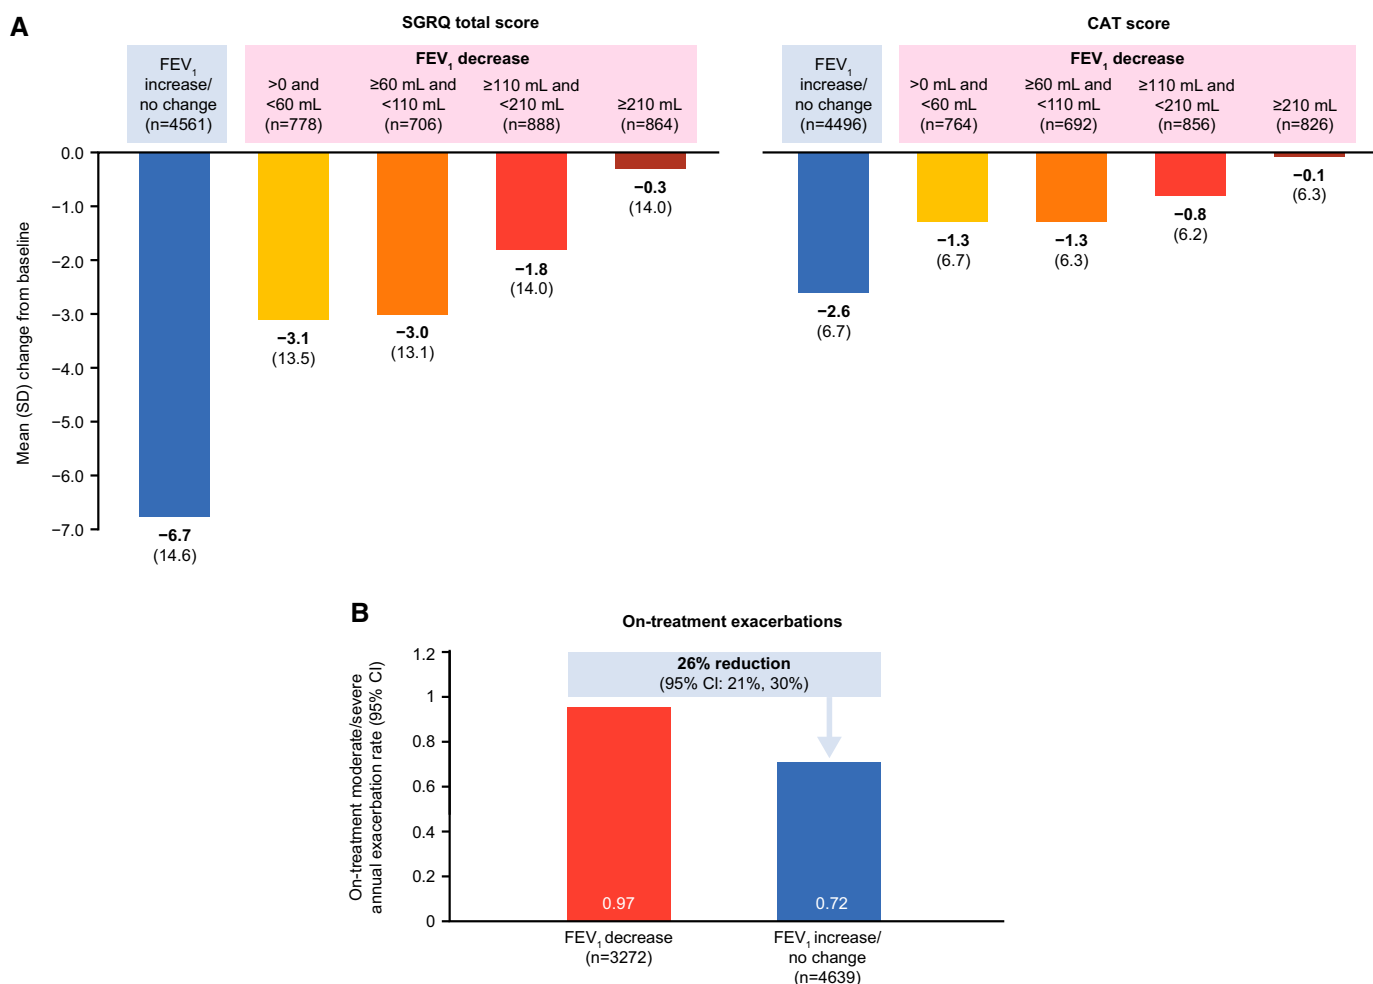 A
SGRQ total score
CAT score
FEV₁
increase/
no change
(n=4561)
FEV₁ decrease
>0 and
<60 mL
(n=778)
≥60 mL and
<110 mL
(n=706)
≥110 mL and
<210 mL
(n=888)
≥210 mL
(n=864)
FEV₁
increase/
no change
(n=4496)
FEV₁ decrease
>0 mL and
<60 mL
(n=764)
≥60 mL and
<110 mL
(n=692)
≥110 mL and
<210 mL
(n=856)
≥210 mL
(n=826)
Mean (SD) change from baseline
0.0
−1.0
−2.0
−3.0
−4.0
−5.0
−6.0
−7.0
−6.7
(14.6)
−3.1
(13.5)
−3.0
(13.1)
−1.8
(14.0)
−0.3
(14.0)
−2.6
(6.7)
−1.3
(6.7)
−1.3
(6.3)
−0.8
(6.2)
−0.1
(6.3)
B
On-treatment exacerbations
On-treatment moderate/severe
annual exacerbation rate (95% CI)
1.2
1
0.8
0.6
0.4
0.2
0
26% reduction
(95% CI: 21%, 30%)
0.97
0.72
FEV₁ decrease
(n=3272)
FEV₁ increase/
no change
(n=4639)